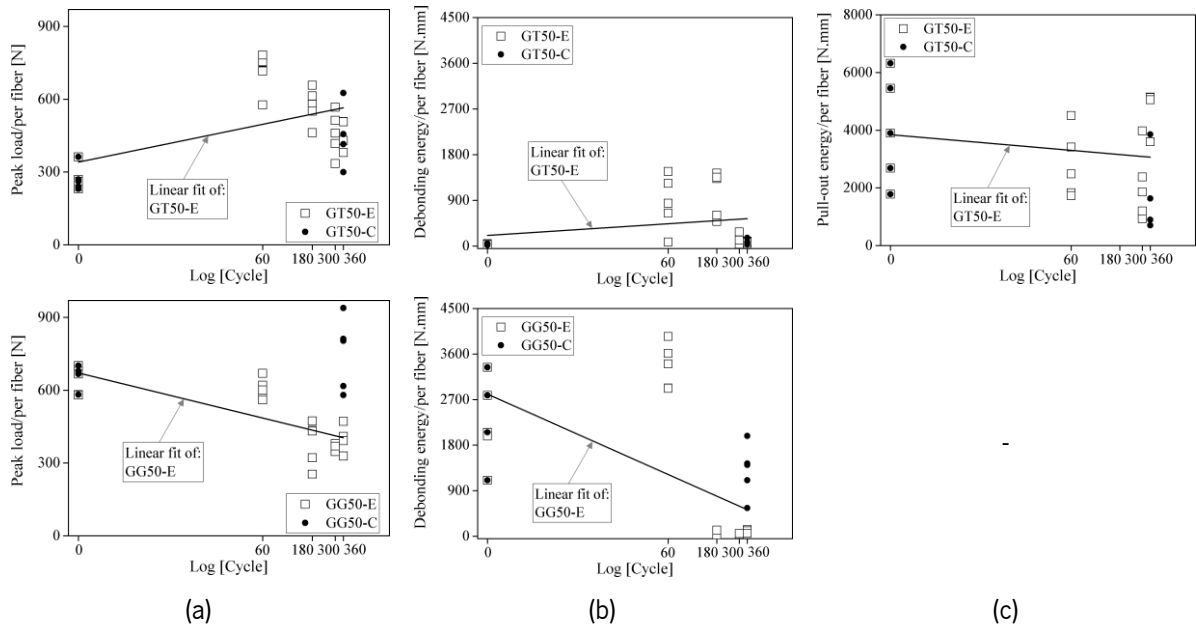 900
600
300
0
Peak load/per fiber [N]
Linear fit of:
GT50-E
GT50-E
GT50-C
0 60 180 300 360
Log [Cycle]
4500
3600
2700
1800
900
0
Debonding energy/per fiber [N.mm]
GT50-E
GT50-C
Linear fit of:
GT50-E
0 60 180 300 360
Log [Cycle]
8000
6000
4000
2000
0
Pull-out energy/per fiber [N.mm]
GT50-E
GT50-C
Linear fit of:
GT50-E
0 60 180 300 360
Log [Cycle]
900
600
300
0
Peak load/per fiber [N]
Linear fit of:
GG50-E
GG50-E
GG50-C
0 60 180 300 360
Log [Cycle]
4500
3600
2700
1800
900
0
Debonding energy/per fiber [N.mm]
GG50-E
GG50-C
Linear fit of:
GG50-E
0 60 180 300 360
Log [Cycle]
-
(a) (b) (c)